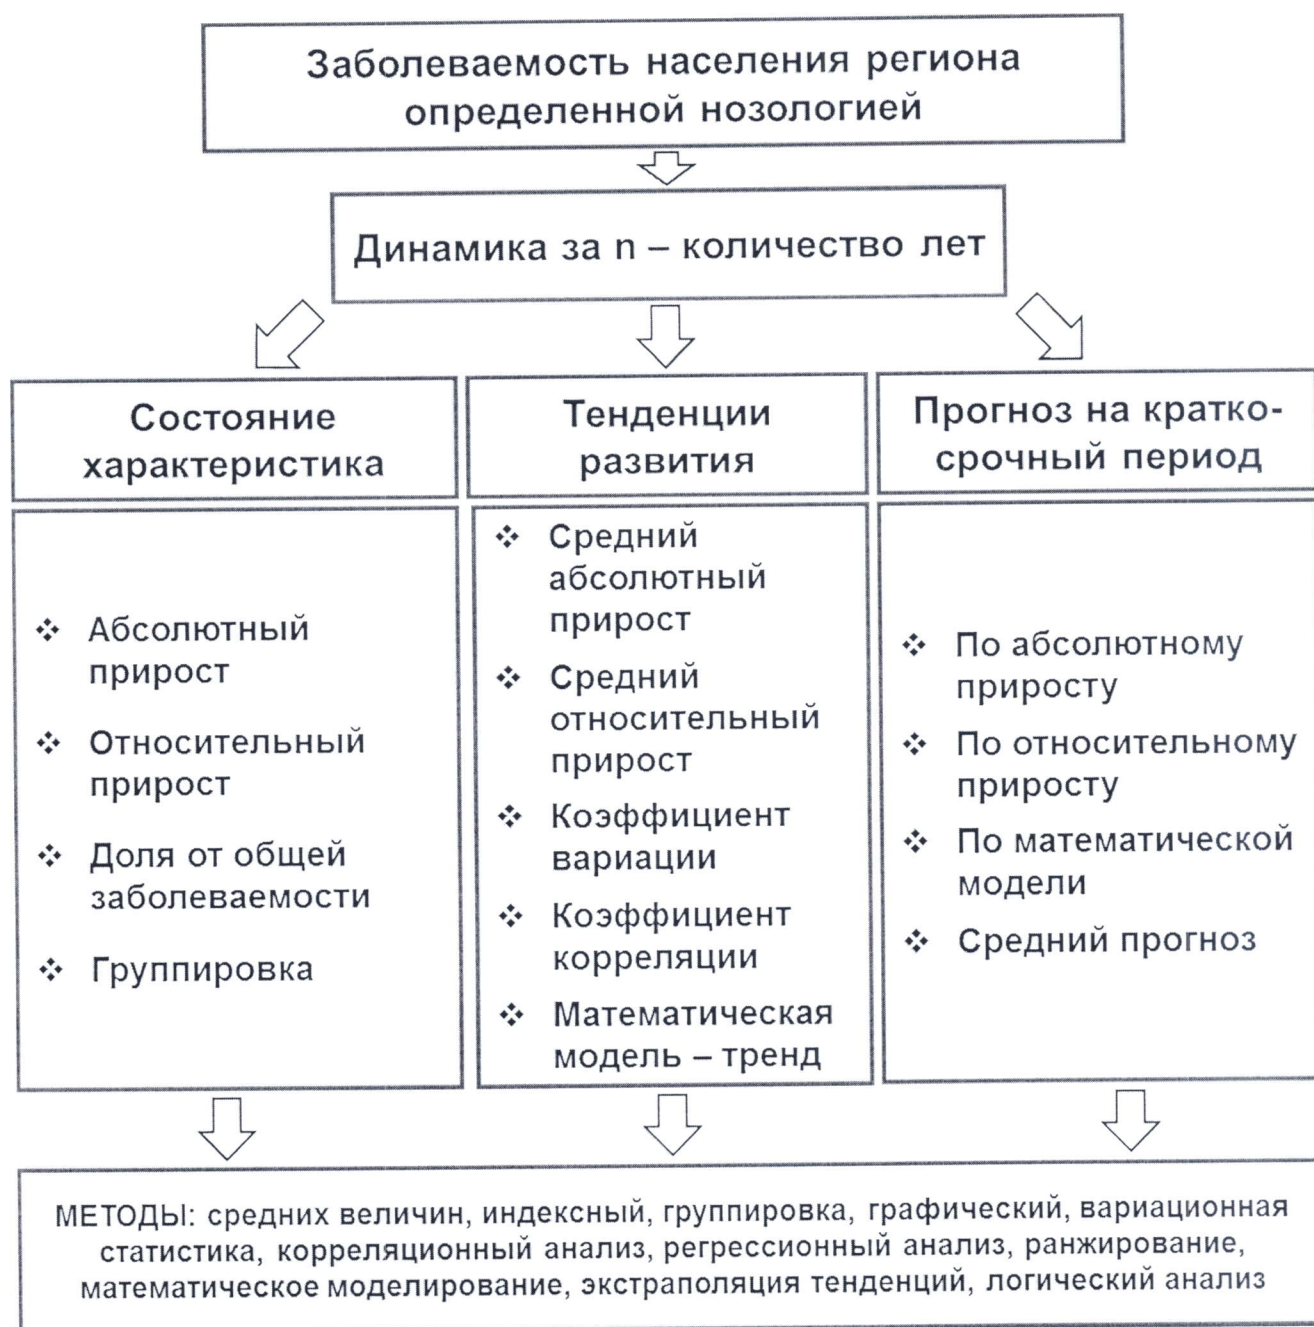 Заболеваемость населения региона
определенной нозологией
Динамика за n – количество лет
Состояние
характеристика
❖ Абсолютный
прирост
❖ Относительный
прирост
❖ Доля от общей
заболеваемости
❖ Группировка
Тенденции
развития
❖ Средний
абсолютный
прирост
❖ Средний
относительный
прирост
❖ Коэффициент
вариации
❖ Коэффициент
корреляции
❖ Математическая
модель – тренд
Прогноз на кратко-
срочный период
❖ По абсолютному
приросту
❖ По относительному
приросту
❖ По математической
модели
❖ Средний прогноз
МЕТОДЫ: средних величин, индексный, группировка, графический, вариационная
статистика, корреляционный анализ, регрессионный анализ, ранжирование,
математическое моделирование, экстраполяция тенденций, логический анализ